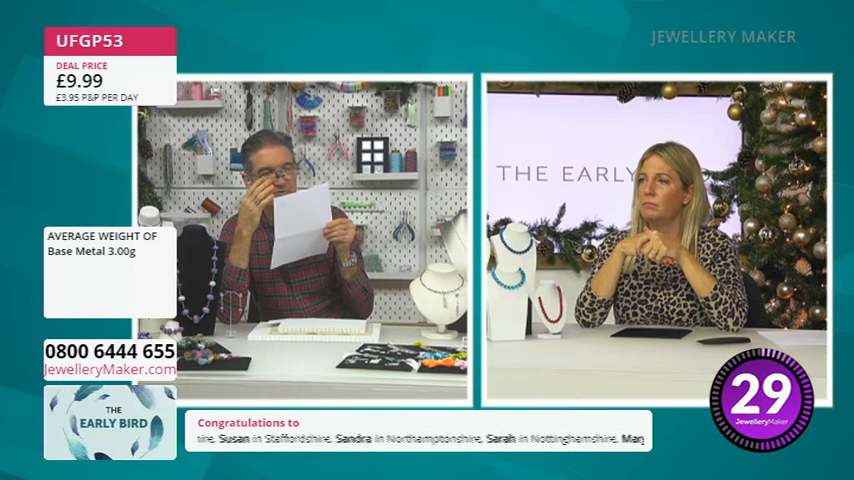 UFGP53
DEAL PRICE
£9.99
£3.95 P&P PER DAY
JEWELLERY MAKER
THE EARLY
AVERAGE WEIGHT OF
Base Metal 3.00g
0800 6444 655
JewelleryMaker.com
THE
EARLY BIRD
29
JewelleryMaker
Congratulations to
Susan in Staffordshire, Sandra in Northamptonshire, Sarah in Nottinghamshire,